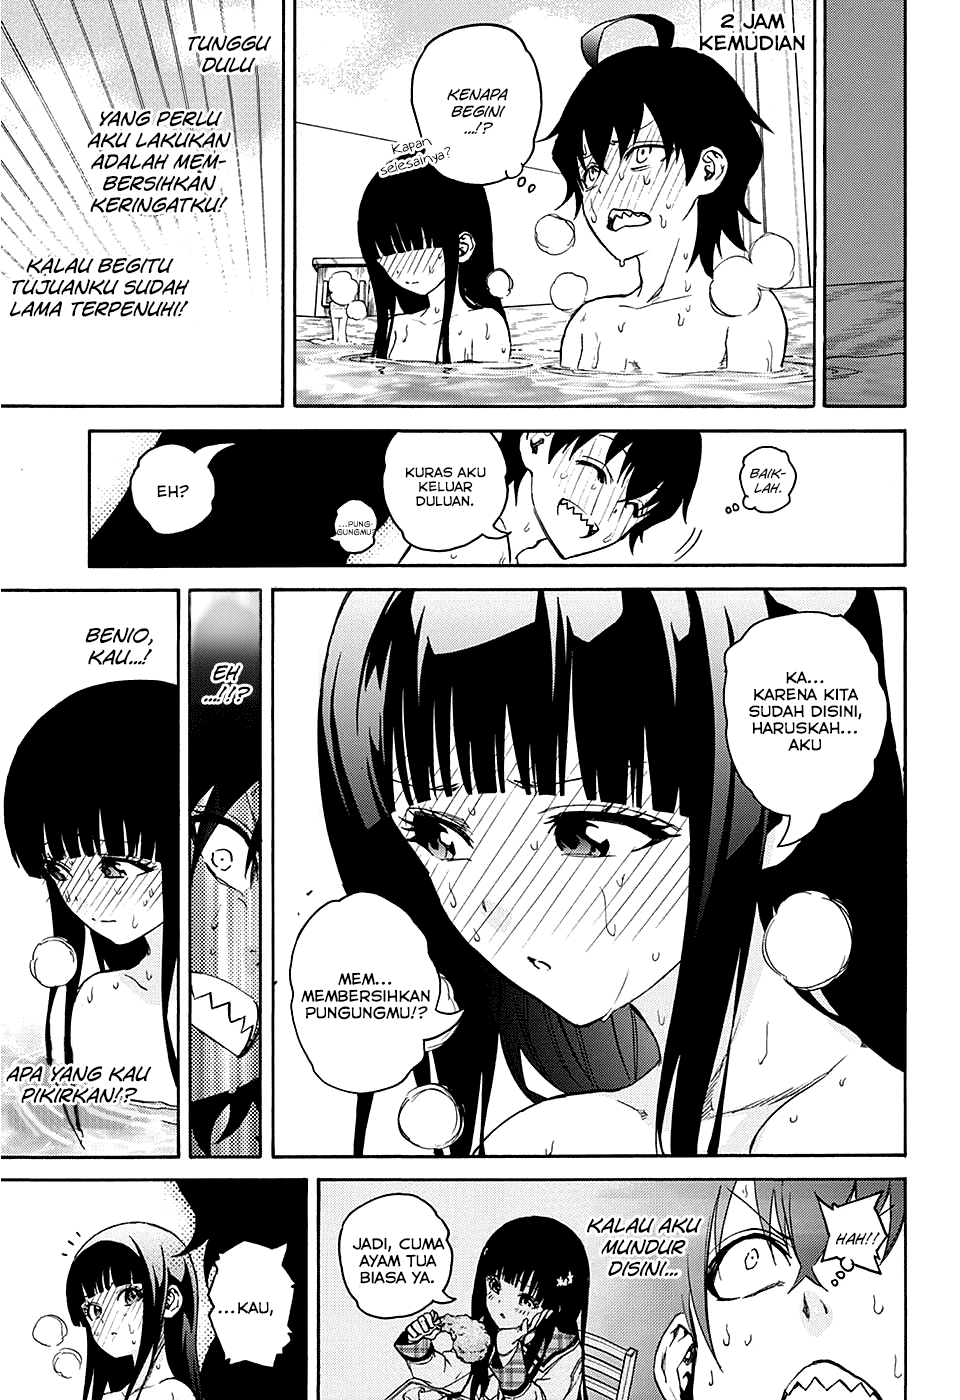 2 JAM
KEMUDIAN
KENAPA
BEGINI
...!?
Kapan
selesainya?
TUNGGU
DULU
YANG PERLU
AKU LAKUKAN
ADALAH MEM-
BERSIHKAN
KERINGATKU!
KALAU BEGITU
TUJUANKU SUDAH
LAMA TERPENUHI!
BAIK-
LAH.
KURAS AKU
KELUAR
DULUAN.
...PUNG-
GUNGMU?
EH?
KA...
KARENA KITA
SUDAH DISINI,
HARUSKAH...
AKU
MEM...
MEMBERSIHKAN
PUNGUNGMU!?
EH
...!!?
BENIO,
KAU...!
APA YANG KAU
PIKIRKAN!?
HAH!!
KALAU AKU
MUNDUR
DISINI...
JADI, CUMA
AYAM TUA
BIASA YA.
...KAU,